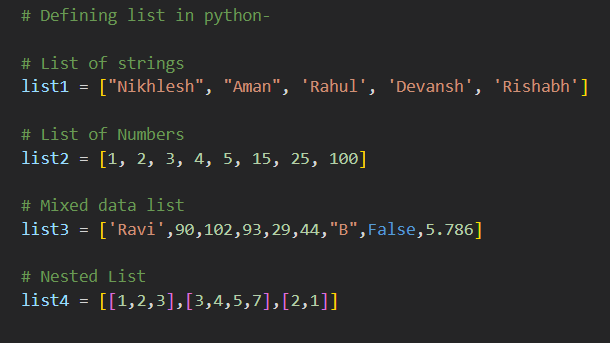 # Defining list in python-
# List of strings
list1 = ["Nikhlesh", "Aman", 'Rahul', 'Devansh', 'Rishabh']
# List of Numbers
list2 = [1, 2, 3, 4, 5, 15, 25, 100]
# Mixed data list
list3 = ['Ravi',90,102,93,29,44,"B",False,5.786]
# Nested List
list4 = [[1,2,3],[3,4,5,7],[2,1]]